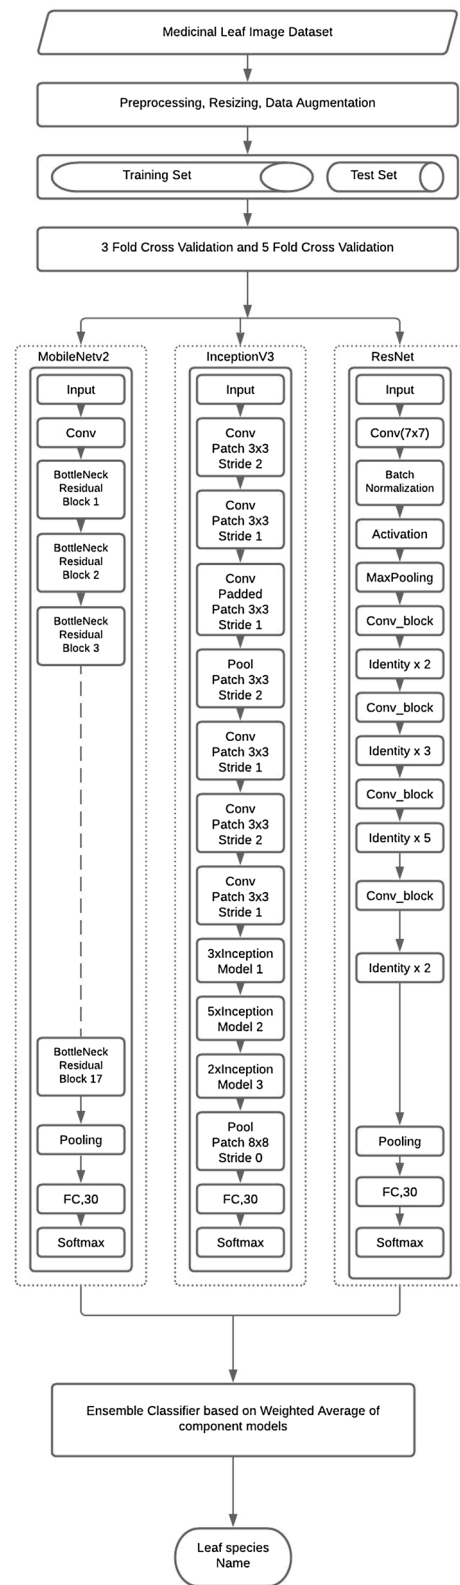 Medicinal Leaf Image Dataset
Preprocessing, Resizing, Data Augmentation
Training Set
Test Set
3 Fold Cross Validation and 5 Fold Cross Validation
MobileNetv2
Input
Conv
BottleNeck
Residual
Block 1
BottleNeck
Residual
Block 2
BottleNeck
Residual
Block 3
BottleNeck
Residual
Block 17
Pooling
FC,30
Softmax
InceptionV3
Input
Conv
Patch 3x3
Stride 2
Conv
Patch 3x3
Stride 1
Conv
Padded
Patch 3x3
Stride 1
Pool
Patch 3x3
Stride 2
Conv
Patch 3x3
Stride 1
Conv
Patch 3x3
Stride 2
Conv
Patch 3x3
Stride 1
3xInception
Model 1
5xInception
Model 2
2xInception
Model 3
Pool
Patch 8x8
Stride 0
FC,30
Softmax
ResNet
Input
Conv(7x7)
Batch
Normalization
Activation
MaxPooling
Conv_block
Identity x 2
Conv_block
Identity x 3
Conv_block
Identity x 5
Conv_block
Identity x 2
Pooling
FC,30
Softmax
Ensemble Classifier based on Weighted Average of
component models
Leaf species
Name